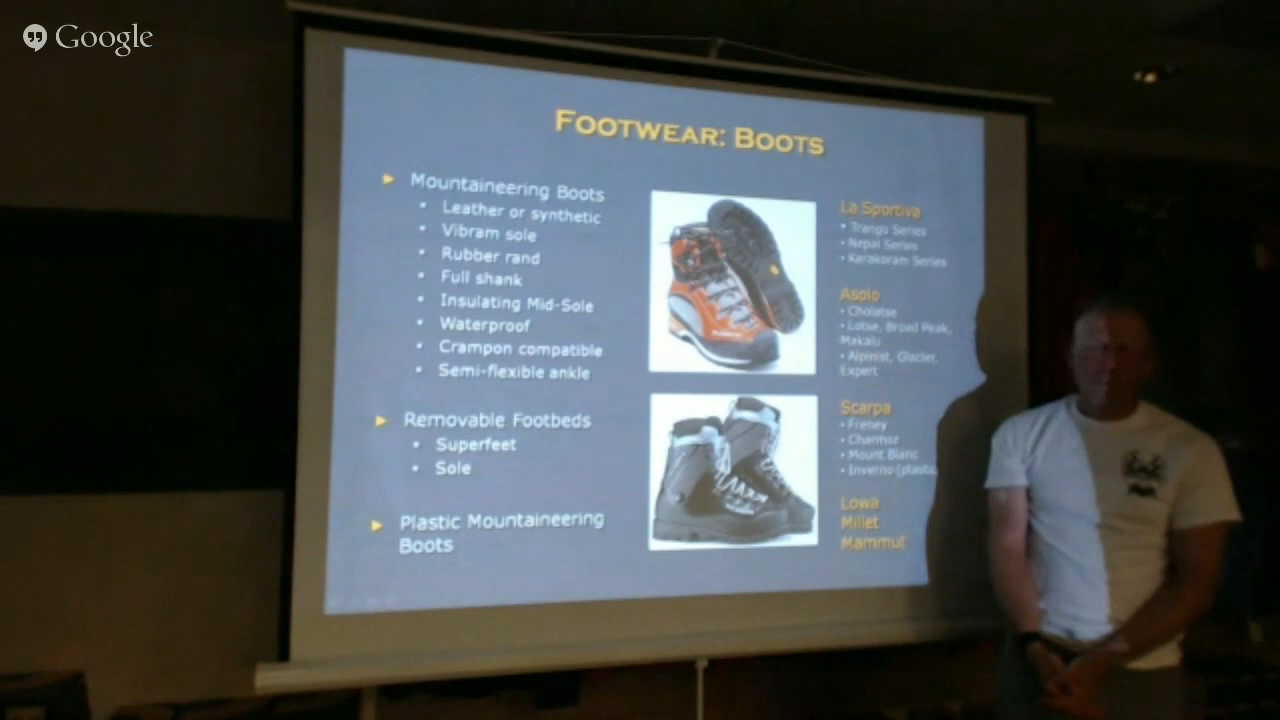 Google
FOOTWEAR: BOOTS
Mountaineering Boots
• Leather or synthetic
• Vibram sole
• Rubber rand
• Full shank
• Insulating Mid-Sole
• Waterproof
• Crampon compatible
• Semi-flexible ankle
Removable Footbeds
• Superfeet
• Sole
Plastic Mountaineering
Boots
La Sportiva
• Trango Series
• Nepal Series
• Karakoram Series
Asolo
• Cholatse
• Lotse, Broad Peak,
Makalu
• Alpinist, Glacier,
Expert
Scarpa
• Freney
• Charmoz
• Mount Blanc
• Inverno (plastic
Lowa
Millet
Mammut